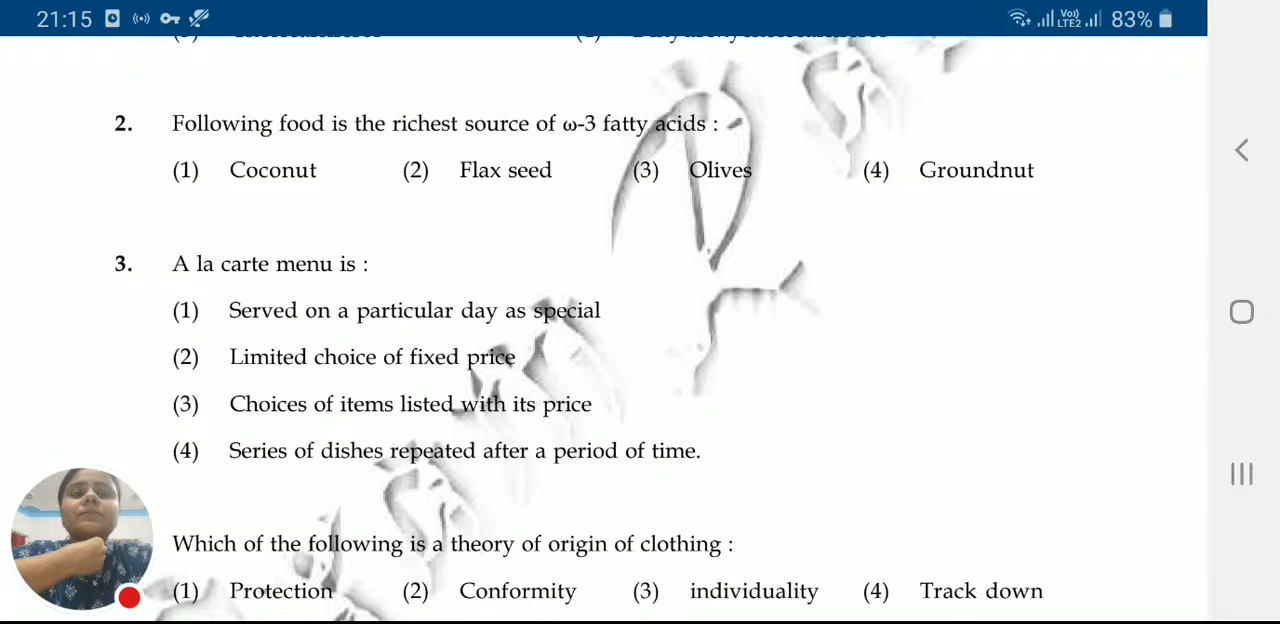 21:15 Vo)) LTE2 83%
2. Following food is the richest source of ω-3 fatty acids :
(1) Coconut (2) Flax seed (3) Olives (4) Groundnut
3. A la carte menu is :
(1) Served on a particular day as special
(2) Limited choice of fixed price
(3) Choices of items listed with its price
(4) Series of dishes repeated after a period of time.
Which of the following is a theory of origin of clothing :
(1) Protection (2) Conformity (3) individuality (4) Track down